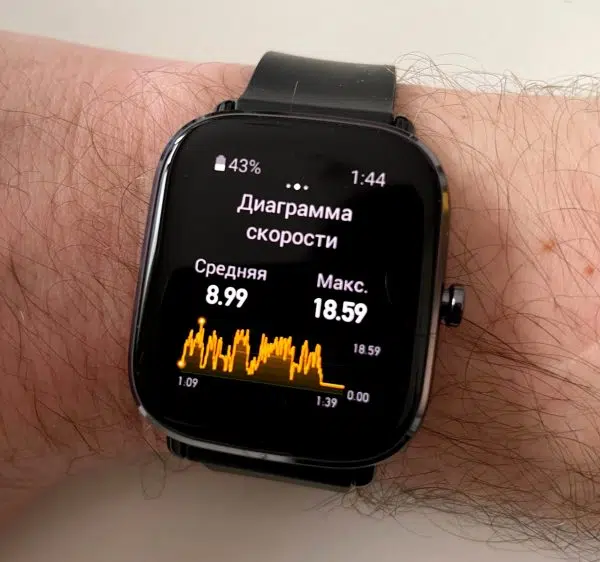 43% 1:44
Диаграмма
скорости
Средняя Макс.
8.99 18.59
18.59
0.00
1:09 1:39